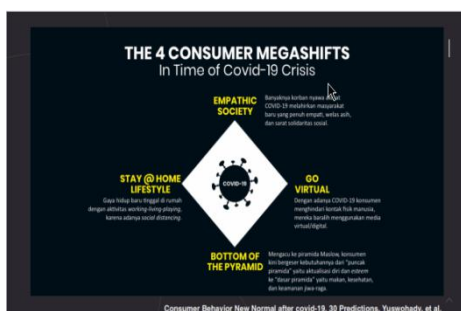 THE 4 CONSUMER MEGASHIFTS
In Time of Covid-19 Crisis
EMPATHIC
SOCIETY
Banyaknya korban nyawa akibat
COVID-19 melahirkan masyarakat
baru yang penuh empati, welas asih,
dan sarat solidaritas sosial.
STAY @ HOME
LIFESTYLE
Gaya hidup baru tinggal di rumah
dengan aktivitas working-living-playing,
karena adanya social distancing.
COVID-19
GO
VIRTUAL
Dengan adanya COVID-19 konsumen
menghindari kontak fisik manusia,
mereka beralih menggunakan media
virtual/digital.
BOTTOM OF
THE PYRAMID
Mengacu ke piramida Maslow, konsumen
kini bergeser kebutuhannya dari "puncak
piramida" yaitu aktualisasi diri dan esteem
ke "dasar piramida" yaitu makan, kesehatan,
dan keamanan jiwa-raga.
Consumer Behavior New Normal after covid-19. 30 Predictions. Yuswohady, et al.